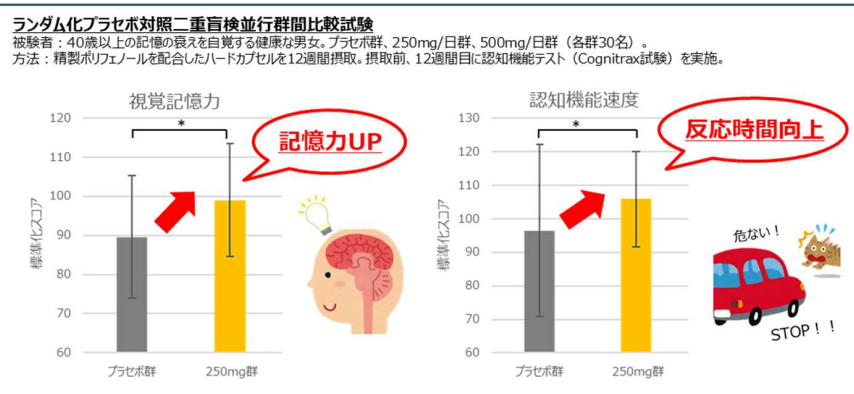 ランダム化プラセボ対照二重盲検並行群間比較試験
被験者：40歳以上の記憶の衰えを自覚する健康な男女。プラセボ群、250mg/日群、500mg/日群（各群30名）。
方法：精製ポリフェノールを配合したハードカプセルを12週間摂取。摂取前、12週間目に認知機能テスト（Cognitrax試験）を実施。
視覚記憶力
120
110
100
90
80
70
60
標準化スコア
*
記憶力UP
プラセボ群
250mg群
認知機能速度
130
120
110
100
90
80
70
60
標準化スコア
*
反応時間向上
危ない！
STOP！！
プラセボ群
250mg群